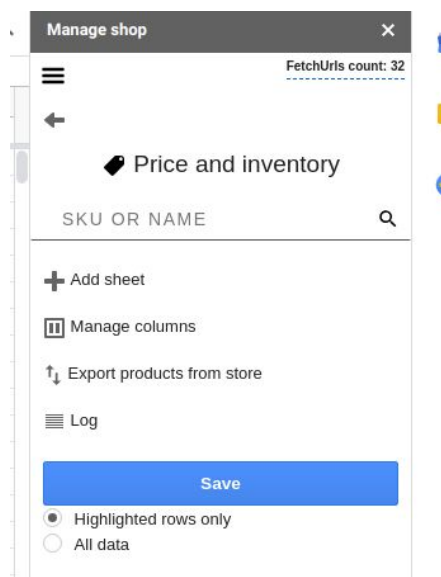 Manage shop
FetchUrls count: 32
Price and inventory
SKU OR NAME
Add sheet
Manage columns
Export products from store
Log
Save
Highlighted rows only
All data